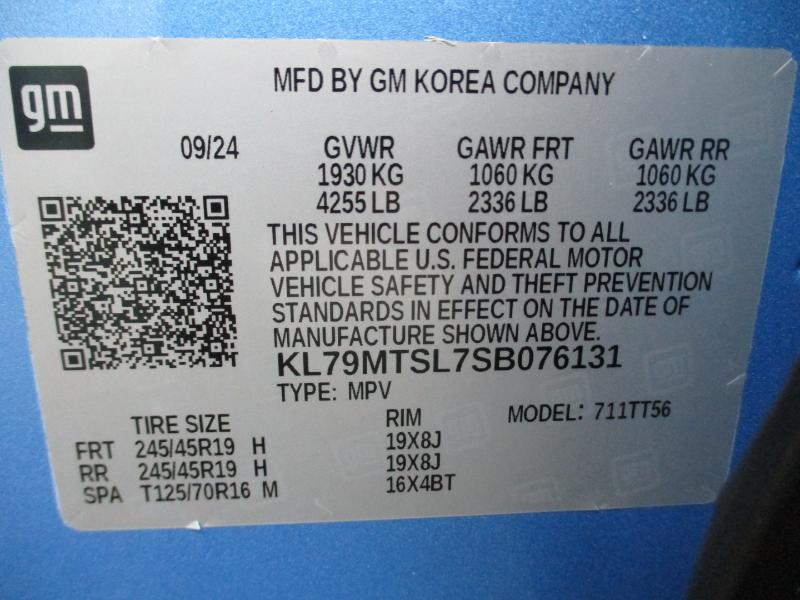 gm
MFD BY GM KOREA COMPANY
09/24 GVWR GAWR FRT GAWR RR
1930 KG 1060 KG 1060 KG
4255 LB 2336 LB 2336 LB
THIS VEHICLE CONFORMS TO ALL
APPLICABLE U.S. FEDERAL MOTOR
VEHICLE SAFETY AND THEFT PREVENTION
STANDARDS IN EFFECT ON THE DATE OF
MANUFACTURE SHOWN ABOVE.
KL79MTSL7SB076131
TYPE: MPV
TIRE SIZE RIM MODEL: 711TT56
FRT 245/45R19 H 19X8J
RR 245/45R19 H 19X8J
SPA T125/70R16 M 16X4BT